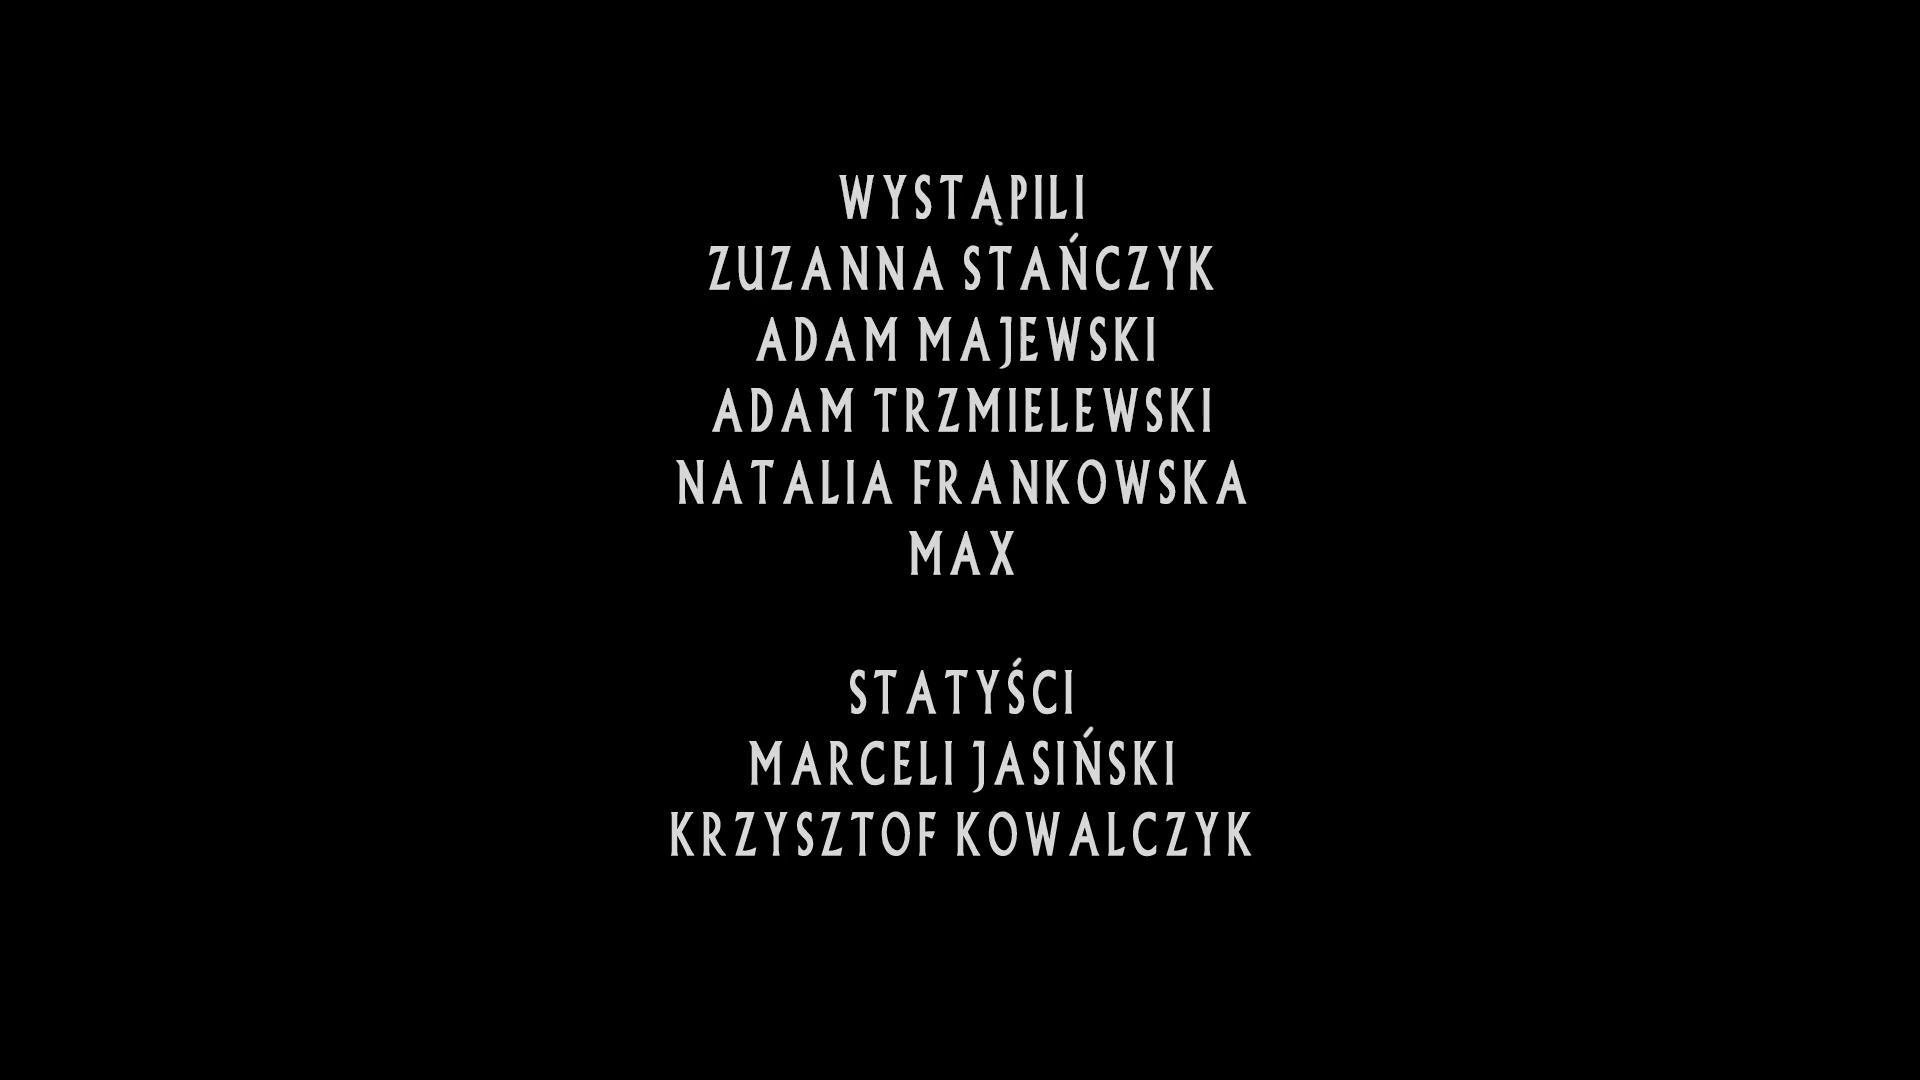 WYSTĄPILI
ZUZANNA STAŃCZYK
ADAM MAJEWSKI
ADAM TRZMIELEWSKI
NATALIA FRANKOWSKA
MAX
STATYŚCI
MARCELI JASIŃSKI
KRZYSZTOF KOWALCZYK